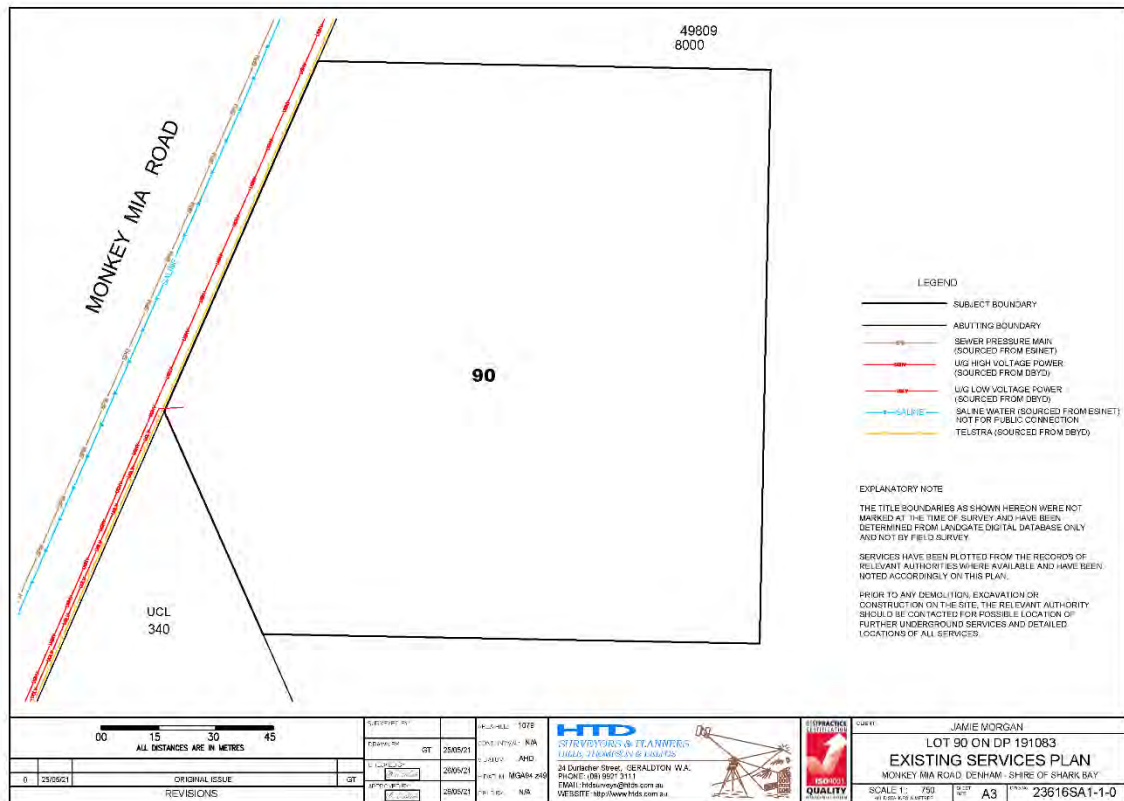 49809
8000
MONKEY MIA ROAD
SALINE
90
UCL
340
LEGEND
SUBJECT BOUNDARY
ABUTTING BOUNDARY
SEWER PRESSURE MAIN
(SOURCED FROM ESINET)
U/G HIGH VOLTAGE POWER
(SOURCED FROM DBYD)
U/G LOW VOLTAGE POWER
(SOURCED FROM DBYD)
SALINE
SALINE WATER (SOURCED FROM ESINET)
NOT FOR PUBLIC CONNECTION
TELSTRA (SOURCED FROM DBYD)
EXPLANATORY NOTE
THE TITLE BOUNDARIES AS SHOWN HEREON WERE NOT
MARKED AT THE TIME OF SURVEY AND HAVE BEEN
DETERMINED FROM LANDGATE DIGITAL DATABASE ONLY
AND NOT BY FIELD SURVEY
SERVICES HAVE BEEN PLOTTED FROM THE RECORDS OF
RELEVANT AUTHORITIES WHERE AVAILABLE AND HAVE BEEN
NOTED ACCORDINGLY ON THIS PLAN.
PRIOR TO ANY DEMOLITION, EXCAVATION OR
CONSTRUCTION ON THE SITE, THE RELEVANT AUTHORITY
SHOULD BE CONTACTED FOR POSSIBLE LOCATION OF
FURTHER UNDERGROUND SERVICES AND DETAILED
LOCATIONS OF ALL SERVICES.
00 15 30 45
ALL DISTANCES ARE IN METRES
0 25/05/21 ORIGINAL ISSUE GT
REVISIONS
GT 25/05/21
26/05/21
26/05/21
1079
N/A
AHD
MGA94 z49
N/A
HTD
SURVEYORS & PLANNERS
HILLE, THOMPSON & DELFOS
24 Durlacher Street, GERALDTON W.A.
PHONE: (08) 9921 3111
EMAIL: htdsurveys@htds.com.au
WEBSITE: http://www.htds.com.au
ISO9001
QUALITY
JAMIE MORGAN
LOT 90 ON DP 191083
EXISTING SERVICES PLAN
MONKEY MIA ROAD, DENHAM - SHIRE OF SHARK BAY
SCALE 1: 750
A3
23616SA1-1-0